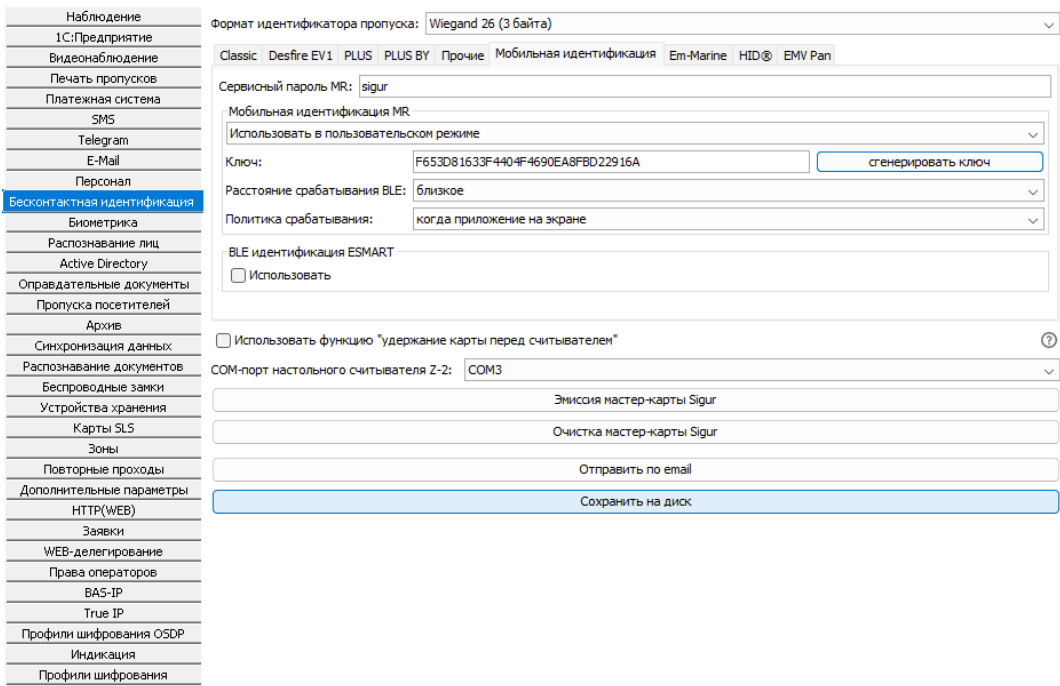 Наблюдение
1С:Предприятие
Видеонаблюдение
Печать пропусков
Платежная система
SMS
Telegram
E-Mail
Персонал
Бесконтактная идентификация
Биометрика
Распознавание лиц
Active Directory
Оправдательные документы
Пропуска посетителей
Архив
Синхронизация данных
Распознавание документов
Беспроводные замки
Устройства хранения
Карты SLS
Зоны
Повторные проходы
Дополнительные параметры
HTTP(WEB)
Заявки
WEB-делегирование
Права операторов
BAS-IP
True IP
Профили шифрования OSDP
Индикация
Профили шифрования
Формат идентификатора пропуска: Wiegand 26 (3 байта)
Classic Desfire EV1 PLUS PLUS BY Прочие Мобильная идентификация Em-Marine HID® EMV Pan
Сервисный пароль MR: sigur
Мобильная идентификация MR
Использовать в пользовательском режиме
Ключ: F653D81633F4404F4690EA8FBD22916A сгенерировать ключ
Расстояние срабатывания BLE: близкое
Политика срабатывания: когда приложение на экране
BLE идентификация ESMART
Использовать
Использовать функцию "удержание карты перед считывателем" ?
COM-порт настольного считывателя Z-2: COM3
Эмиссия мастер-карты Sigur
Очистка мастер-карты Sigur
Отправить по email
Сохранить на диск